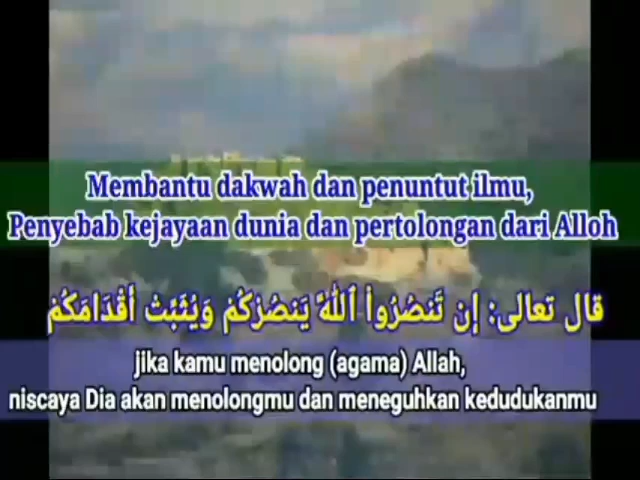 Membantu dakwah dan penuntut ilmu,
Penyebab kejayaan dunia dan pertolongan dari Alloh
قال تعالى: إِن تَنصُرُواْ ٱللَّهَ يَنصُرْكُمْ وَيُثَبِّتْ أَقْدَامَكُمْ
jika kamu menolong (agama) Allah,
niscaya Dia akan menolongmu dan meneguhkan kedudukanmu